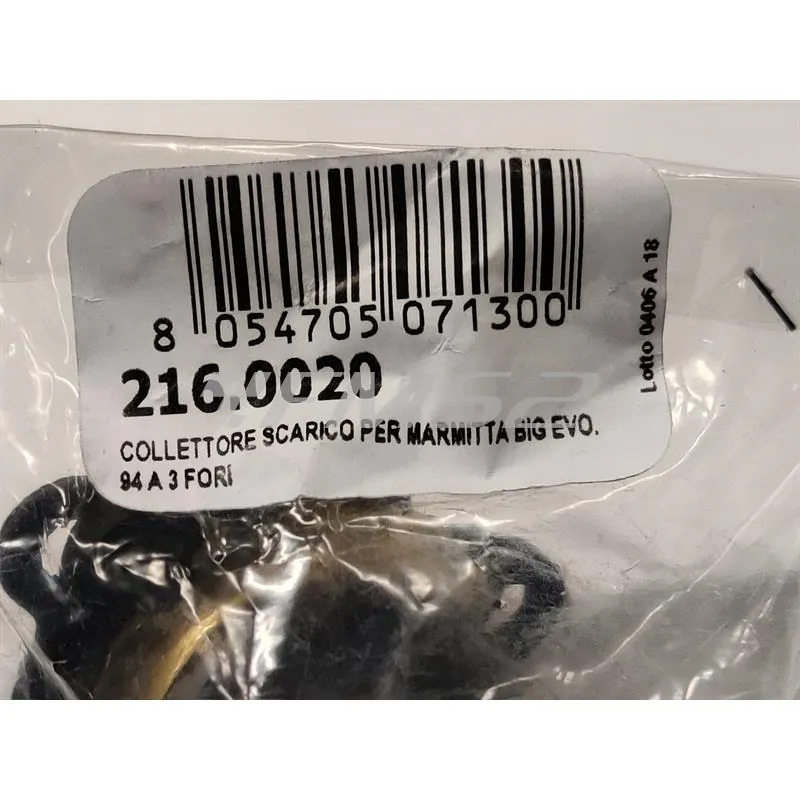 8 054705 071300
216.0020
COLLETTORE SCARICO PER MARMITTA BIG EVO.
94 A 3 FORI
Lotto 0406 A 18